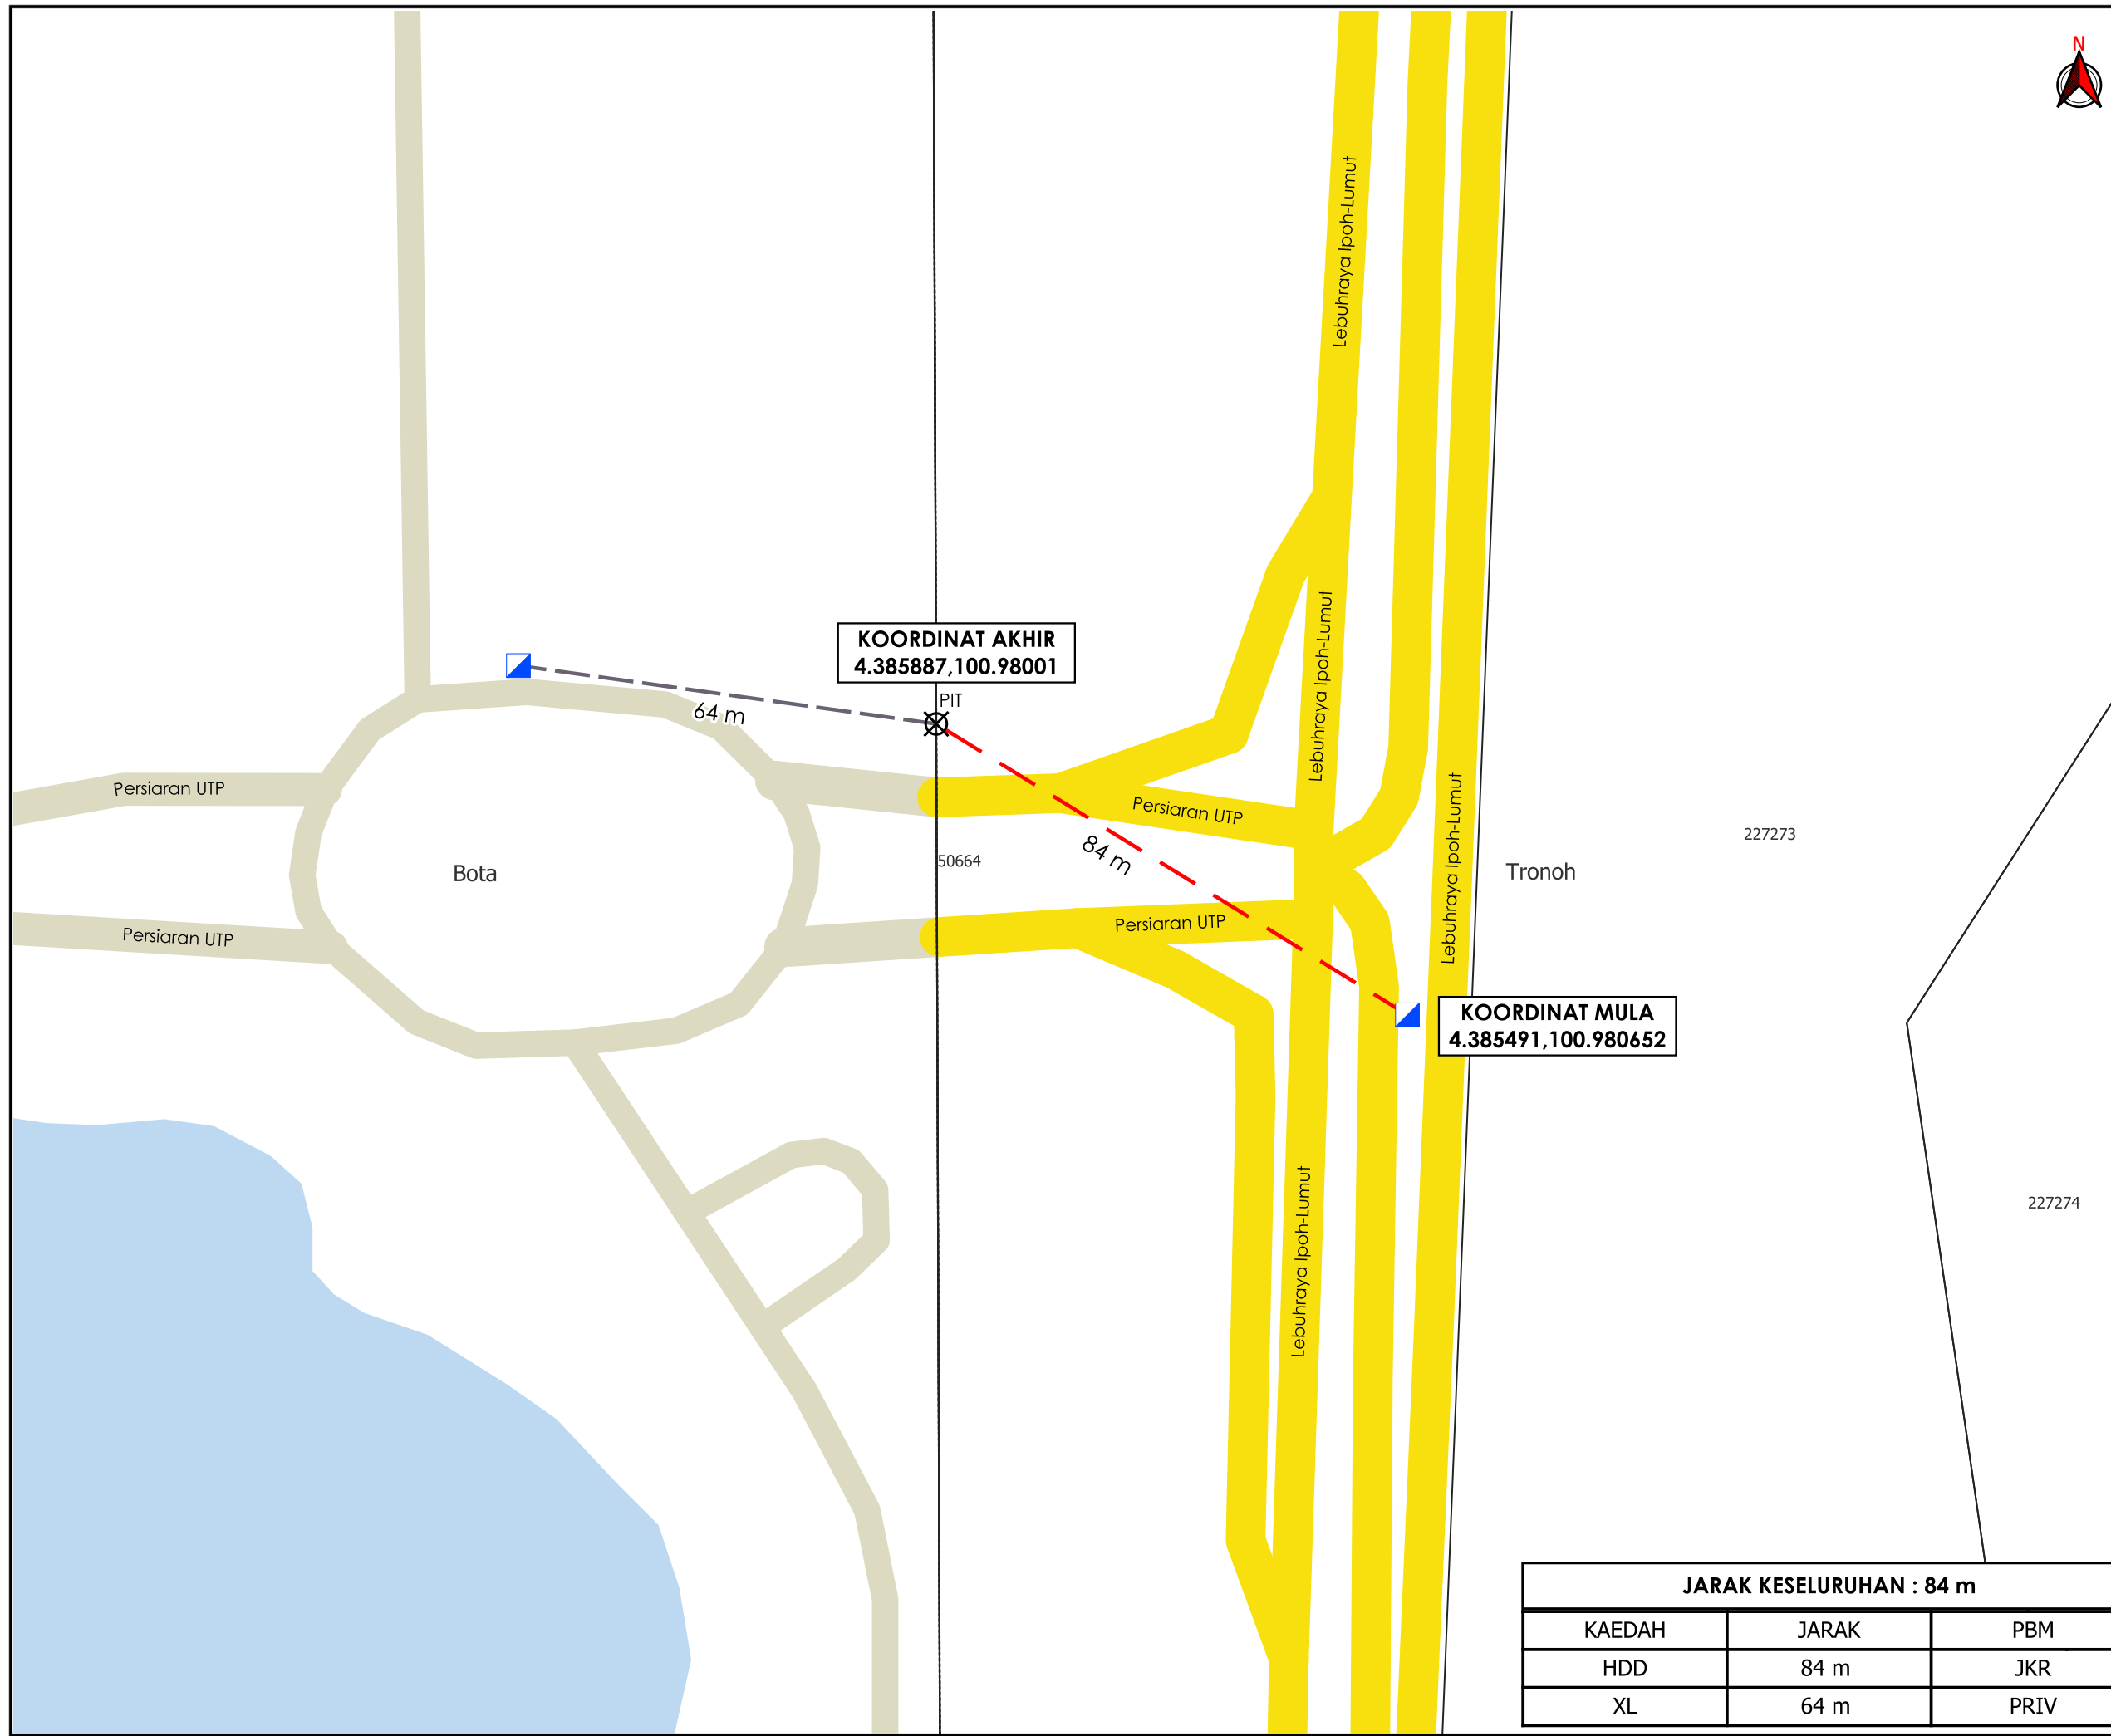 N
Lebuhraya Ipoh-Lumut
Lebuhraya Ipoh-Lumut
KOORDINAT AKHIR
4.385887,100.98001
PIT
64 m
Persiaran UTP
Persiaran UTP
84 m
Lebuhraya Ipoh-Lumut
227273
50664
Bota
Tronoh
Persiaran UTP
Persiaran UTP
KOORDINAT MULA
4.385491,100.980652
Lebuhraya Ipoh-Lumut
227274
JARAK KESELURUHAN : 84 m
KAEDAH JARAK PBM
HDD 84 m JKR
XL 64 m PRIV